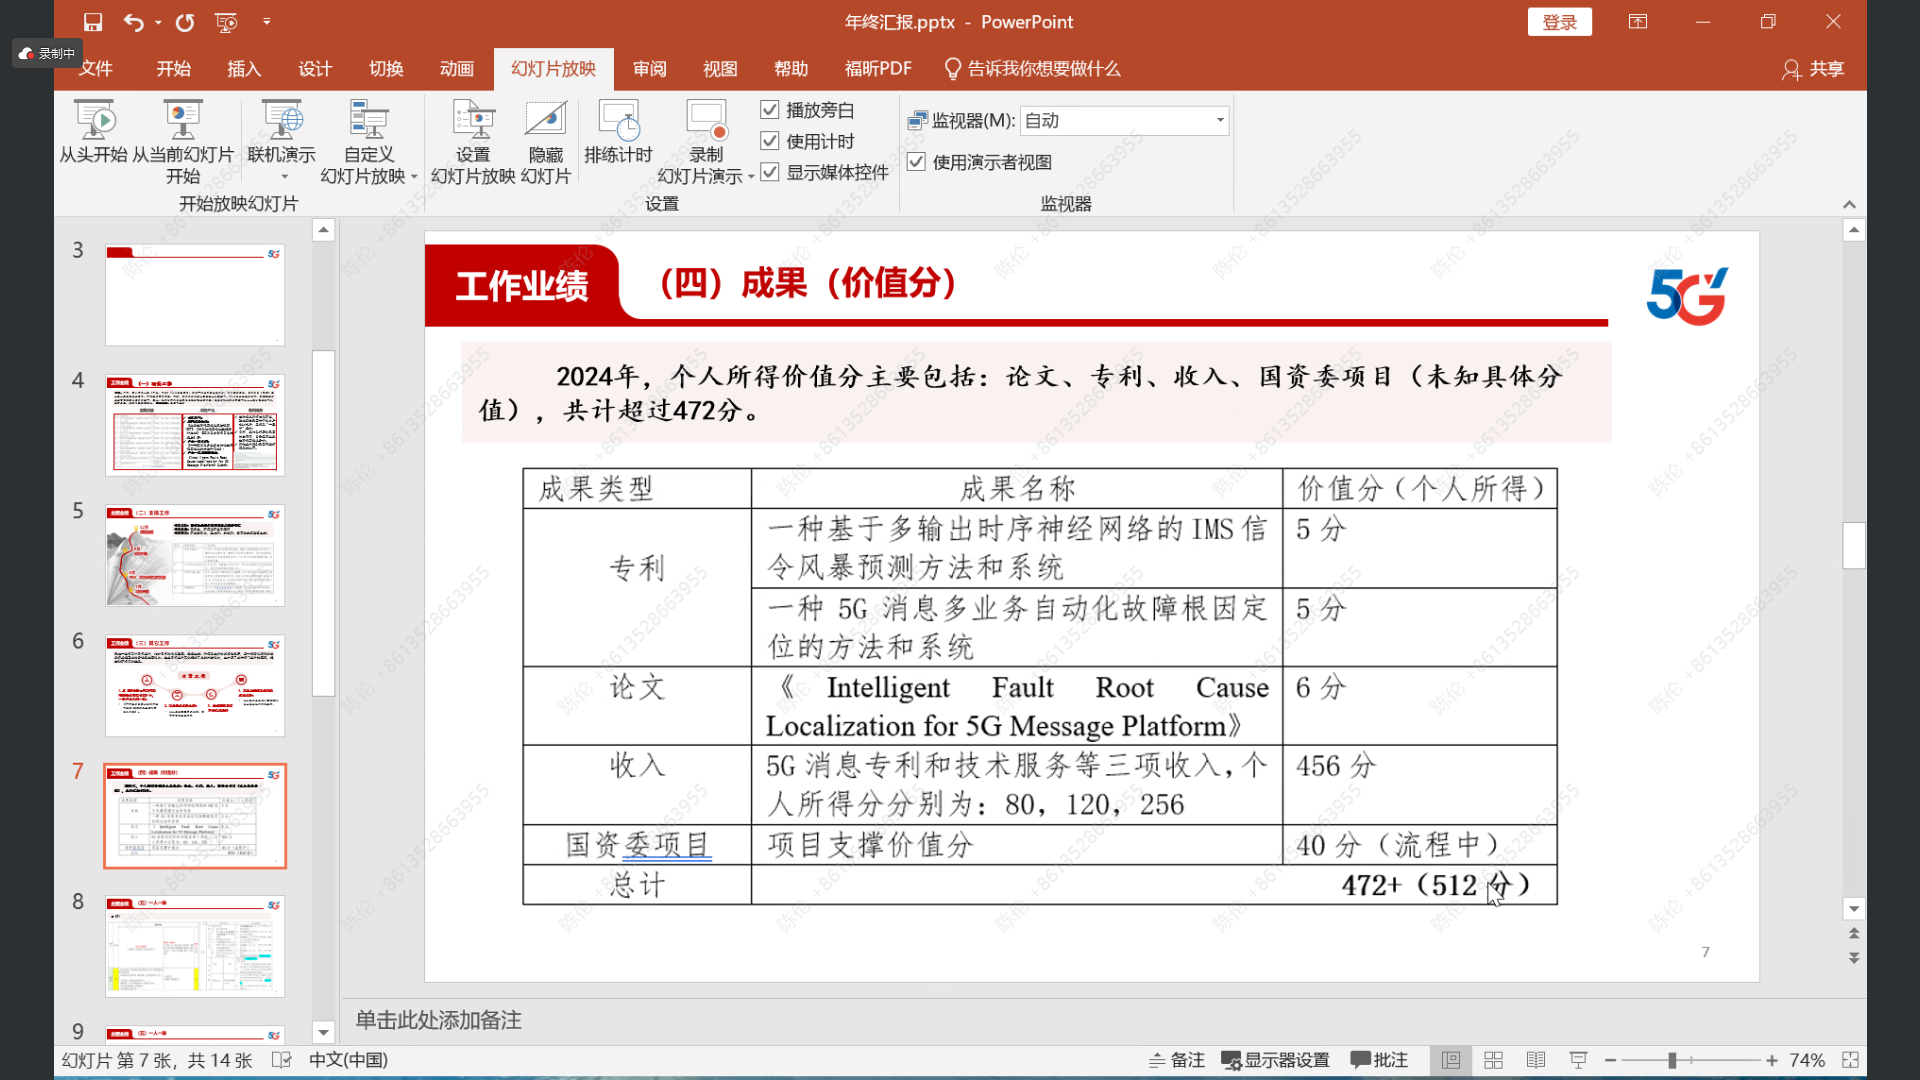 年终汇报.pptx - PowerPoint
登录
录制中
文件 开始 插入 设计 切换 动画 幻灯片放映 审阅 视图 帮助 福昕PDF 告诉我你想要做什么 共享
从头开始
从当前幻灯片
开始
联机演示
自定义
幻灯片放映
设置
幻灯片放映
隐藏
幻灯片
排练计时
录制
幻灯片演示
播放旁白
使用计时
显示媒体控件
监视器(M): 自动
使用演示者视图
开始放映幻灯片
设置
监视器
3
4
5
6
7
8
9
工作业绩
（四）成果（价值分）
5G
2024年，个人所得价值分主要包括：论文、专利、收入、国资委项目（未知具体分
值），共计超过472分。
成果类型 成果名称 价值分（个人所得）
专利
一种基于多输出时序神经网络的IMS信
令风暴预测方法和系统
5 分
一种 5G 消息多业务自动化故障根因定
位的方法和系统
5 分
论文
《 Intelligent Fault Root Cause
Localization for 5G Message Platform》
6 分
收入
5G 消息专利和技术服务等三项收入，个
人所得分分别为：80，120，256
456 分
国资委项目 项目支撑价值分 40 分（流程中）
总计 472+（512 分）
7
单击此处添加备注
幻灯片 第 7 张，共 14 张 中文(中国) 备注 显示器设置 批注 74%
陈伦 +8613528663955